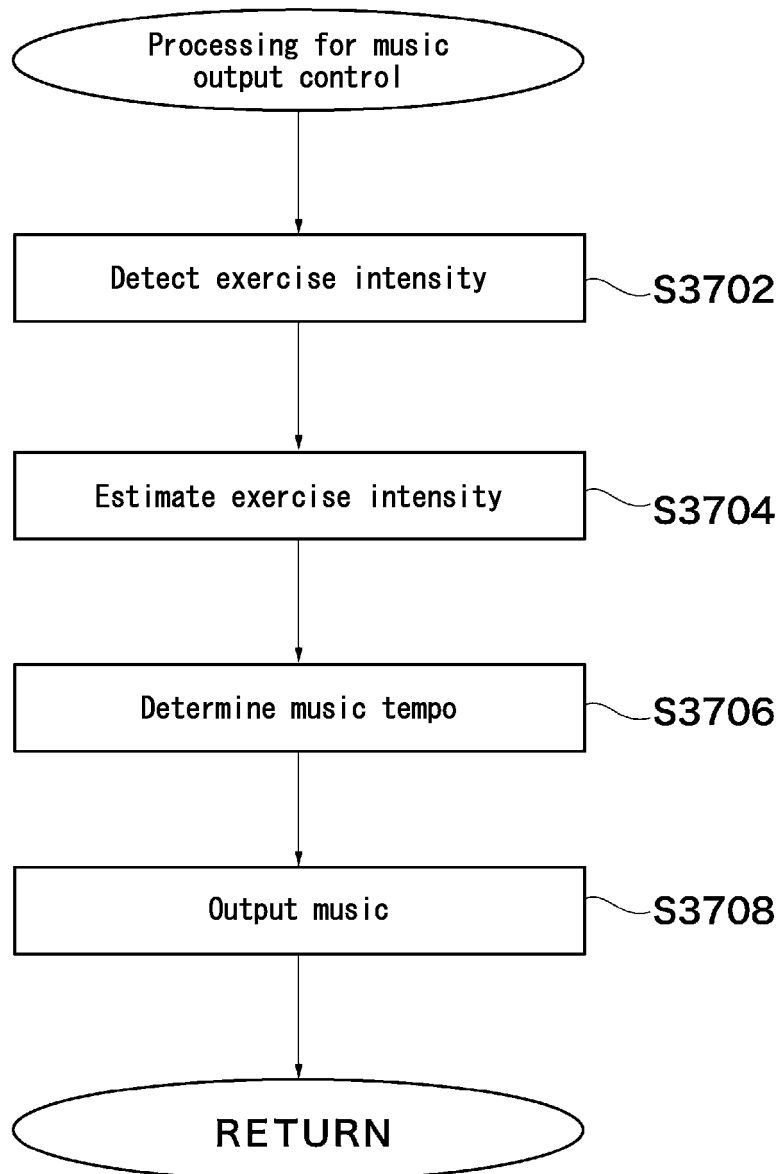 Processing for music
output control
Detect exercise intensity
S3702
Estimate exercise intensity
S3704
Determine music tempo
S3706
Output music
S3708
RETURN